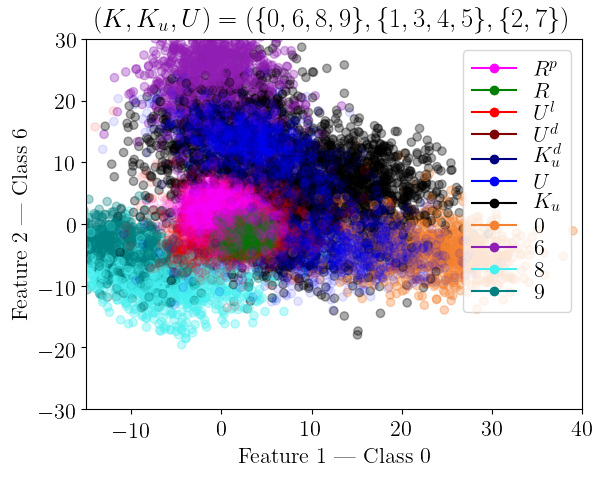 (K, K_u, U) = ({0, 6, 8, 9}, {1, 3, 4, 5}, {2, 7})
30
20
10
0
−10
−20
−30
Feature 2 — Class 6
−10
0
10
20
30
40
Feature 1 — Class 0
R^p
R
U^l
U^d
K_u^d
U
K_u
0
6
8
9